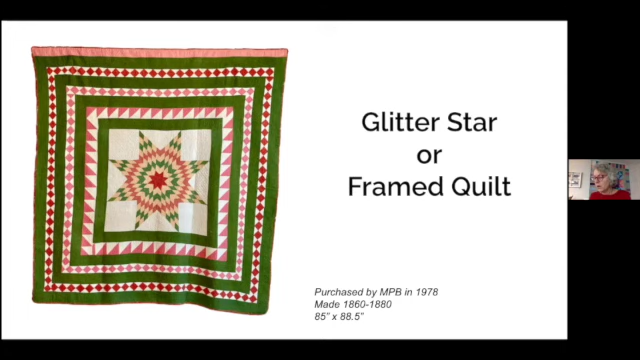 Glitter Star
or
Framed Quilt
Purchased by MPB in 1978
Made 1860-1880
85" x 88.5"